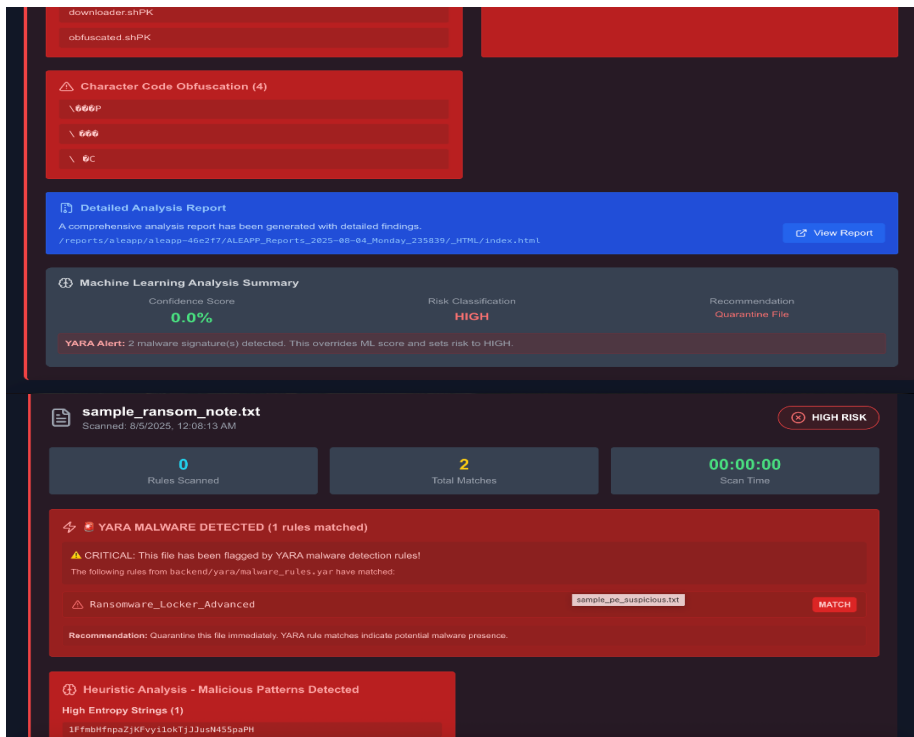 downloader.shPK
obfuscated.shPK
Character Code Obfuscation (4)
\���P
\ ���
\ �C
Detailed Analysis Report
A comprehensive analysis report has been generated with detailed findings.
/reports/aleapp/aleapp-46e2f7/ALEAPP_Reports_2025-08-04_Monday_235839/_HTML/index.html
View Report
Machine Learning Analysis Summary
Confidence Score
Risk Classification
Recommendation
0.0%
HIGH
Quarantine File
YARA Alert: 2 malware signature(s) detected. This overrides ML score and sets risk to HIGH.
sample_ransom_note.txt
Scanned: 8/5/2025, 12:08:13 AM
HIGH RISK
0
Rules Scanned
2
Total Matches
00:00:00
Scan Time
YARA MALWARE DETECTED (1 rules matched)
CRITICAL: This file has been flagged by YARA malware detection rules!
The following rules from backend/yara/malware_rules.yar have matched:
Ransomware_Locker_Advanced
sample_pe_suspicious.txt
MATCH
Recommendation: Quarantine this file immediately. YARA rule matches indicate potential malware presence.
Heuristic Analysis - Malicious Patterns Detected
High Entropy Strings (1)
1FfmbHfnpaZjKFvyi1okTjJJusN455paPH